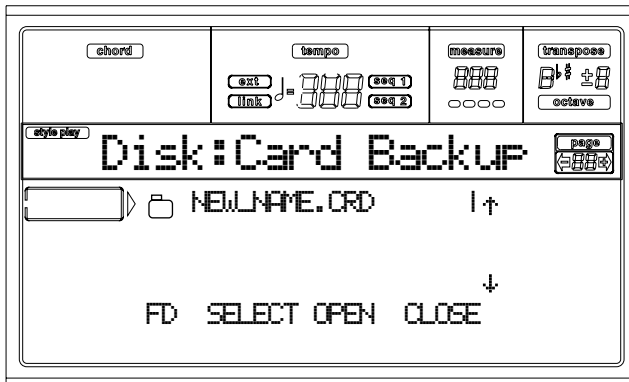 chord tempo measure transpose
ext seq 1
link seq 2 octave
style play
Disk:Card Backup
page
NEW_NAME.CRD
FD SELECT OPEN CLOSE